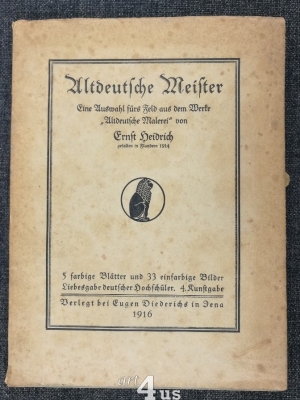 Altdeutsche Meister
Eine Auswahl fürs Feld aus dem Werke
„Altdeutsche Malerei“ von
Ernst Heidrich
gefallen in Flandern 1914
5 farbige Blätter und 33 einfarbige Bilder
Liebesgabe deutscher Hochschüler. 4. Kunstgabe
Verlegt bei Eugen Diederichs in Jena
1916
art4us